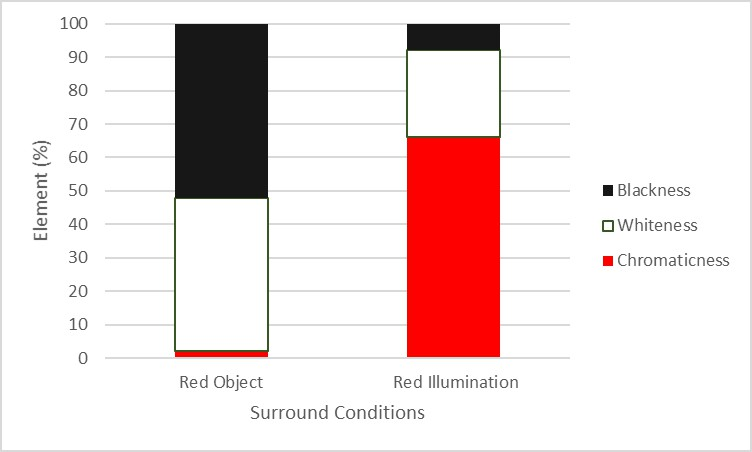 100
90
80
70
60
50
40
30
20
10
0
Element (%)
Red Object
Red Illumination
Surround Conditions
Blackness
Whiteness
Chromaticness